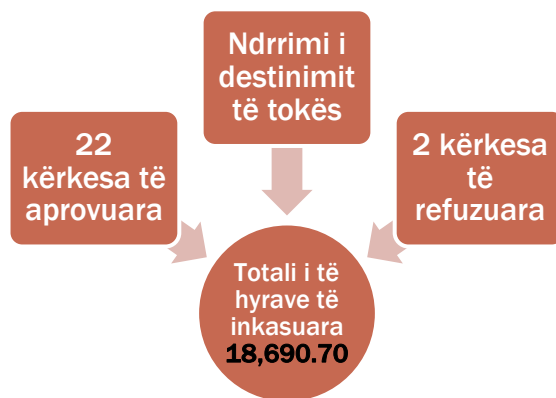 Ndrrimi i
destinimit
të tokës
22
kërkesa të
aprovuara
2 kërkesa
të
refuzuara
Totali i të
hyrave të
inkasuara
18,690.70